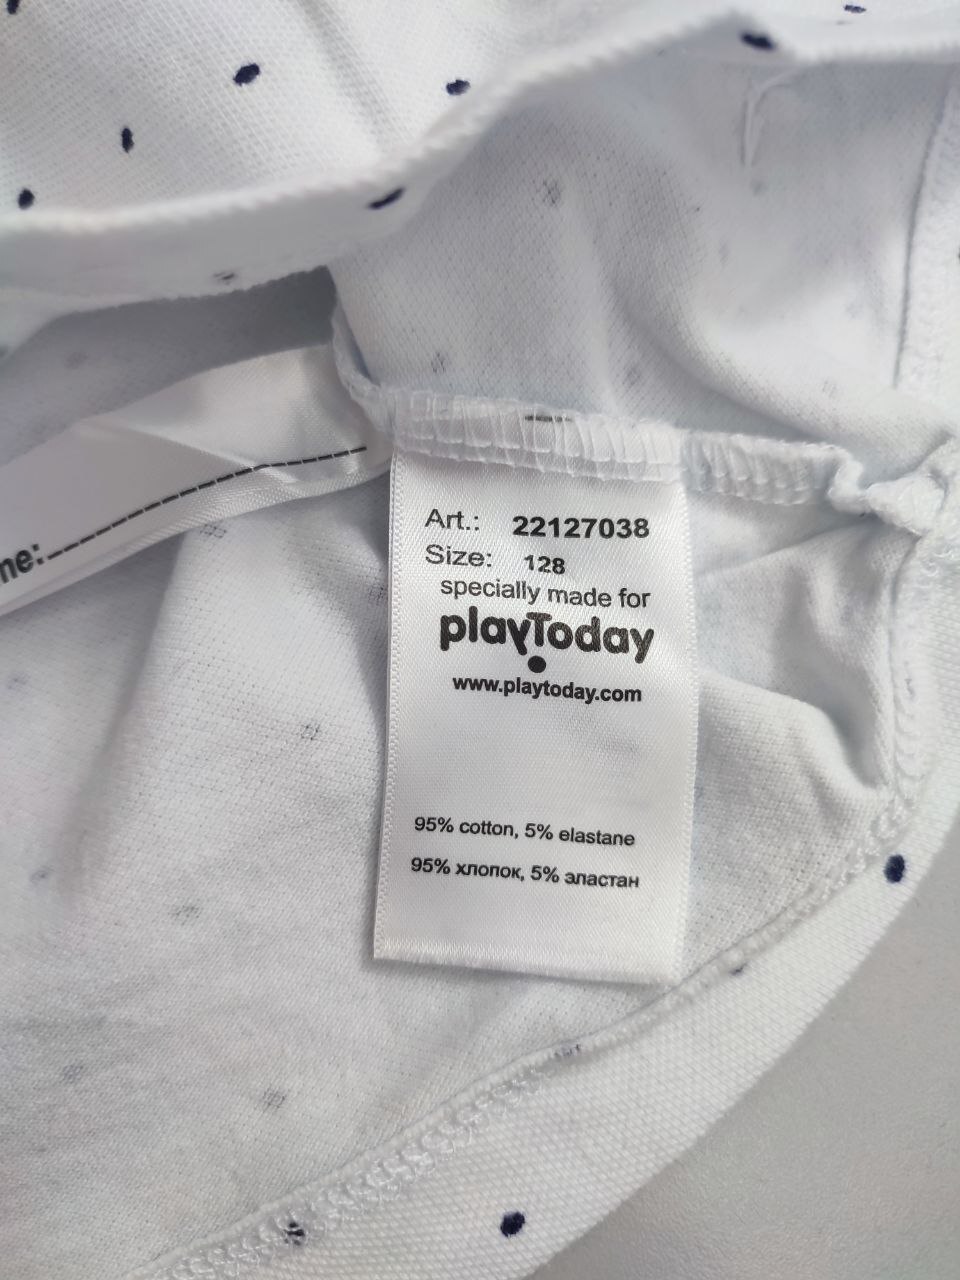 Art.: 22127038
Size: 128
specially made for
playToday
www.playtoday.com
95% cotton, 5% elastane
95% хлопок, 5% эластан